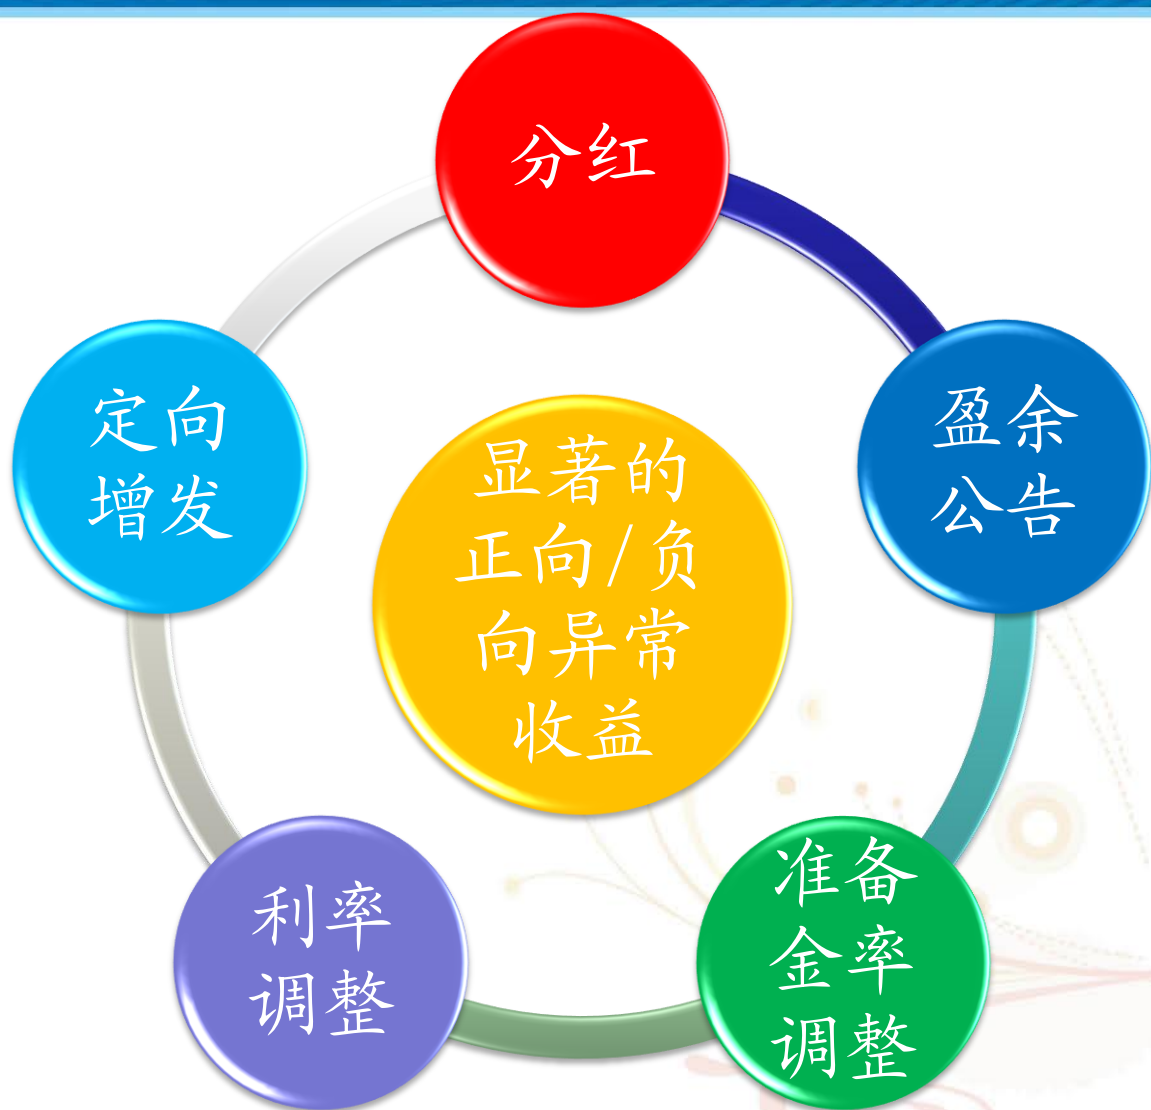 分红
定向
增发
盈余
公告
显著的
正向/负
向异常
收益
利率
调整
准备
金率
调整